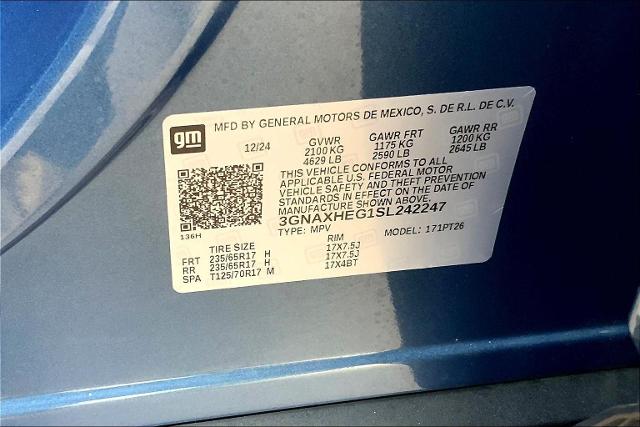 gm
MFD BY GENERAL MOTORS DE MEXICO, S. DE R.L. DE C.V.
12/24 GVWR GAWR FRT GAWR RR
2100 KG 1175 KG 1200 KG
4629 LB 2590 LB 2645 LB
THIS VEHICLE CONFORMS TO ALL
APPLICABLE U.S. FEDERAL MOTOR
VEHICLE SAFETY AND THEFT PREVENTION
STANDARDS IN EFFECT ON THE DATE OF
MANUFACTURE SHOWN ABOVE.
3GNAXHEG1SL242247
136H TYPE: MPV MODEL: 171PT26
TIRE SIZE RIM
FRT 235/65R17 H 17X7.5J
RR 235/65R17 H 17X7.5J
SPA T125/70R17 M 17X4BT